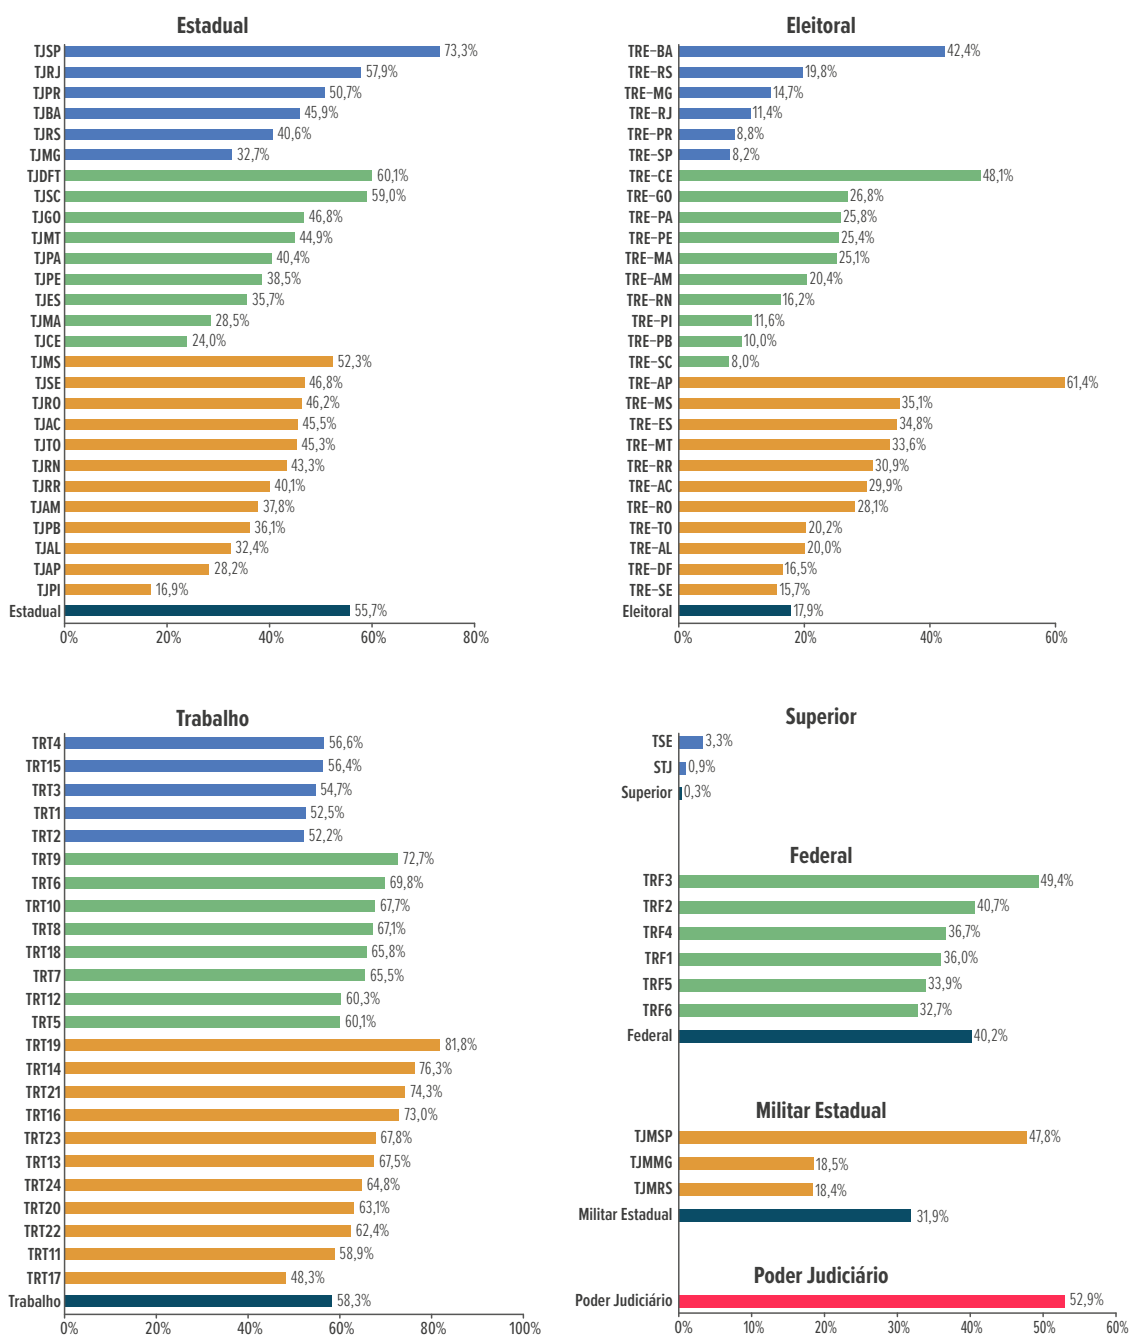 Estadual
TJSP 73,3%
TJRJ 57,9%
TJPR 50,7%
TJBA 45,9%
TJRS 40,6%
TJMG 32,7%
TJDFT 60,1%
TJSC 59,0%
TJGO 46,8%
TJMT 44,9%
TJPA 40,4%
TJPE 38,5%
TJES 35,7%
TJMA 28,5%
TJCE 24,0%
TJMS 52,3%
TJSE 46,8%
TJRO 46,2%
TJAC 45,5%
TJTO 45,3%
TJRN 43,3%
TJRR 40,1%
TJAM 37,8%
TJPB 36,1%
TJAL 32,4%
TJAP 28,2%
TJPI 16,9%
Estadual 55,7%
0% 20% 40% 60% 80%
Eleitoral
TRE-BA 42,4%
TRE-RS 19,8%
TRE-MG 14,7%
TRE-RJ 11,4%
TRE-PR 8,8%
TRE-SP 8,2%
TRE-CE 48,1%
TRE-GO 26,8%
TRE-PA 25,8%
TRE-PE 25,4%
TRE-MA 25,1%
TRE-AM 20,4%
TRE-RN 16,2%
TRE-PI 11,6%
TRE-PB 10,0%
TRE-SC 8,0%
TRE-AP 61,4%
TRE-MS 35,1%
TRE-ES 34,8%
TRE-MT 33,6%
TRE-RR 30,9%
TRE-AC 29,9%
TRE-RO 28,1%
TRE-TO 20,2%
TRE-AL 20,0%
TRE-DF 16,5%
TRE-SE 15,7%
Eleitoral 17,9%
0% 20% 40% 60%
Trabalho
TRT4 56,6%
TRT15 56,4%
TRT3 54,7%
TRT1 52,5%
TRT2 52,2%
TRT9 72,7%
TRT6 69,8%
TRT10 67,7%
TRT8 67,1%
TRT18 65,8%
TRT7 65,5%
TRT12 60,3%
TRT5 60,1%
TRT19 81,8%
TRT14 76,3%
TRT21 74,3%
TRT16 73,0%
TRT23 67,8%
TRT13 67,5%
TRT24 64,8%
TRT20 63,1%
TRT22 62,4%
TRT11 58,9%
TRT17 48,3%
Trabalho 58,3%
0% 20% 40% 60% 80% 100%
Superior
TSE 3,3%
STJ 0,9%
Superior 0,3%
Federal
TRF3 49,4%
TRF2 40,7%
TRF4 36,7%
TRF1 36,0%
TRF5 33,9%
TRF6 32,7%
Federal 40,2%
Militar Estadual
TJMSP 47,8%
TJMMG 18,5%
TJMRS 18,4%
Militar Estadual 31,9%
Poder Judiciário
Poder Judiciário 52,9%
0% 10% 20% 30% 40% 50% 60%